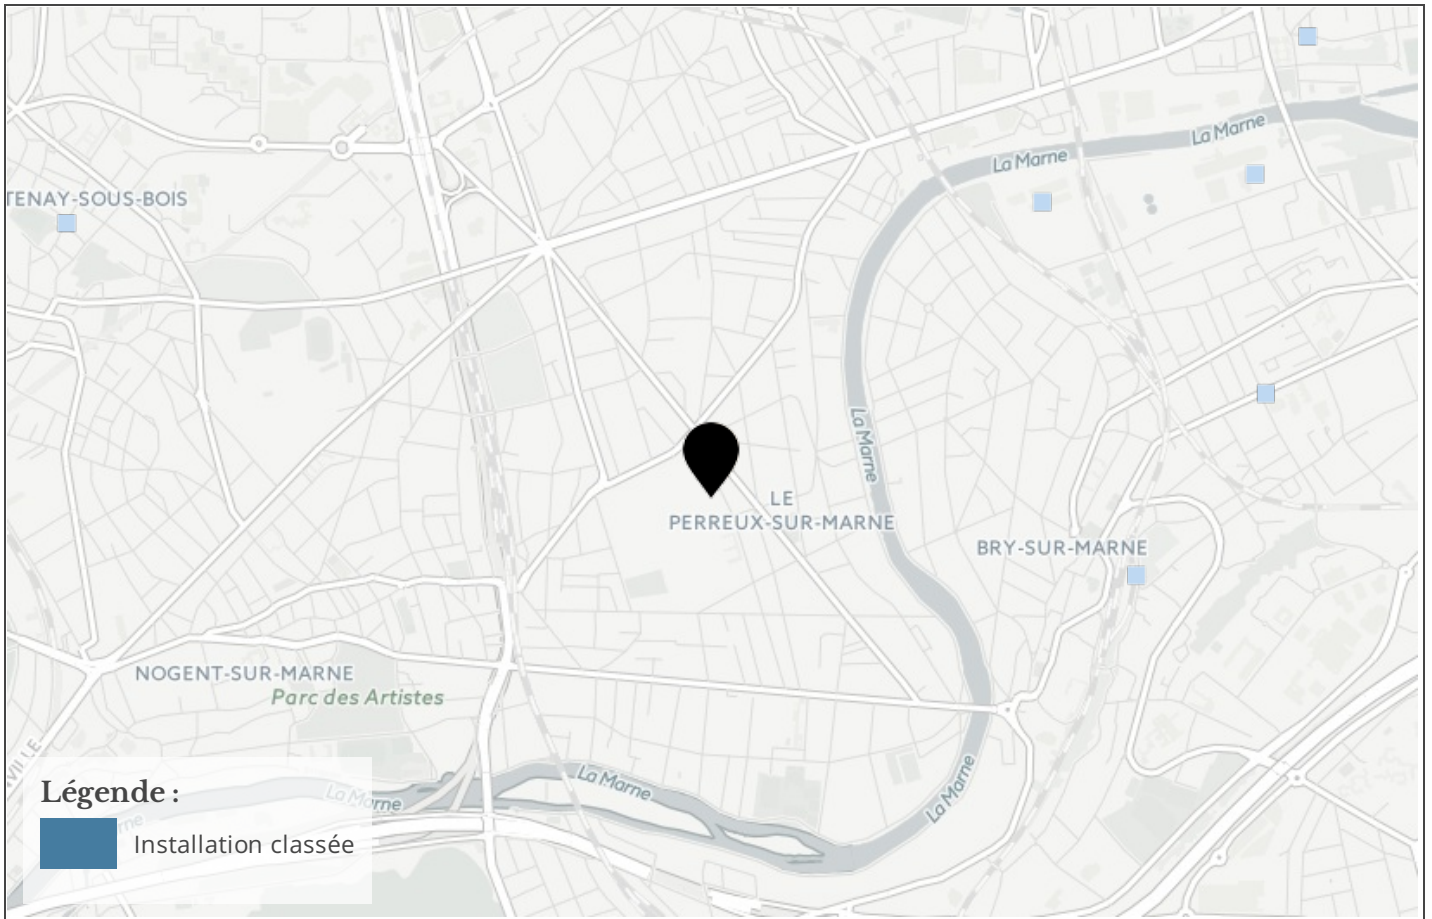 La Marne
La Marne
TENAY-SOUS-BOIS
La Marne
LE
PERREUX-SUR-MARNE
BRY-SUR-MARNE
NOGENT-SUR-MARNE
Parc des Artistes
VILLE
La Marne
La Marne
La Marne
Légende :
Installation classée